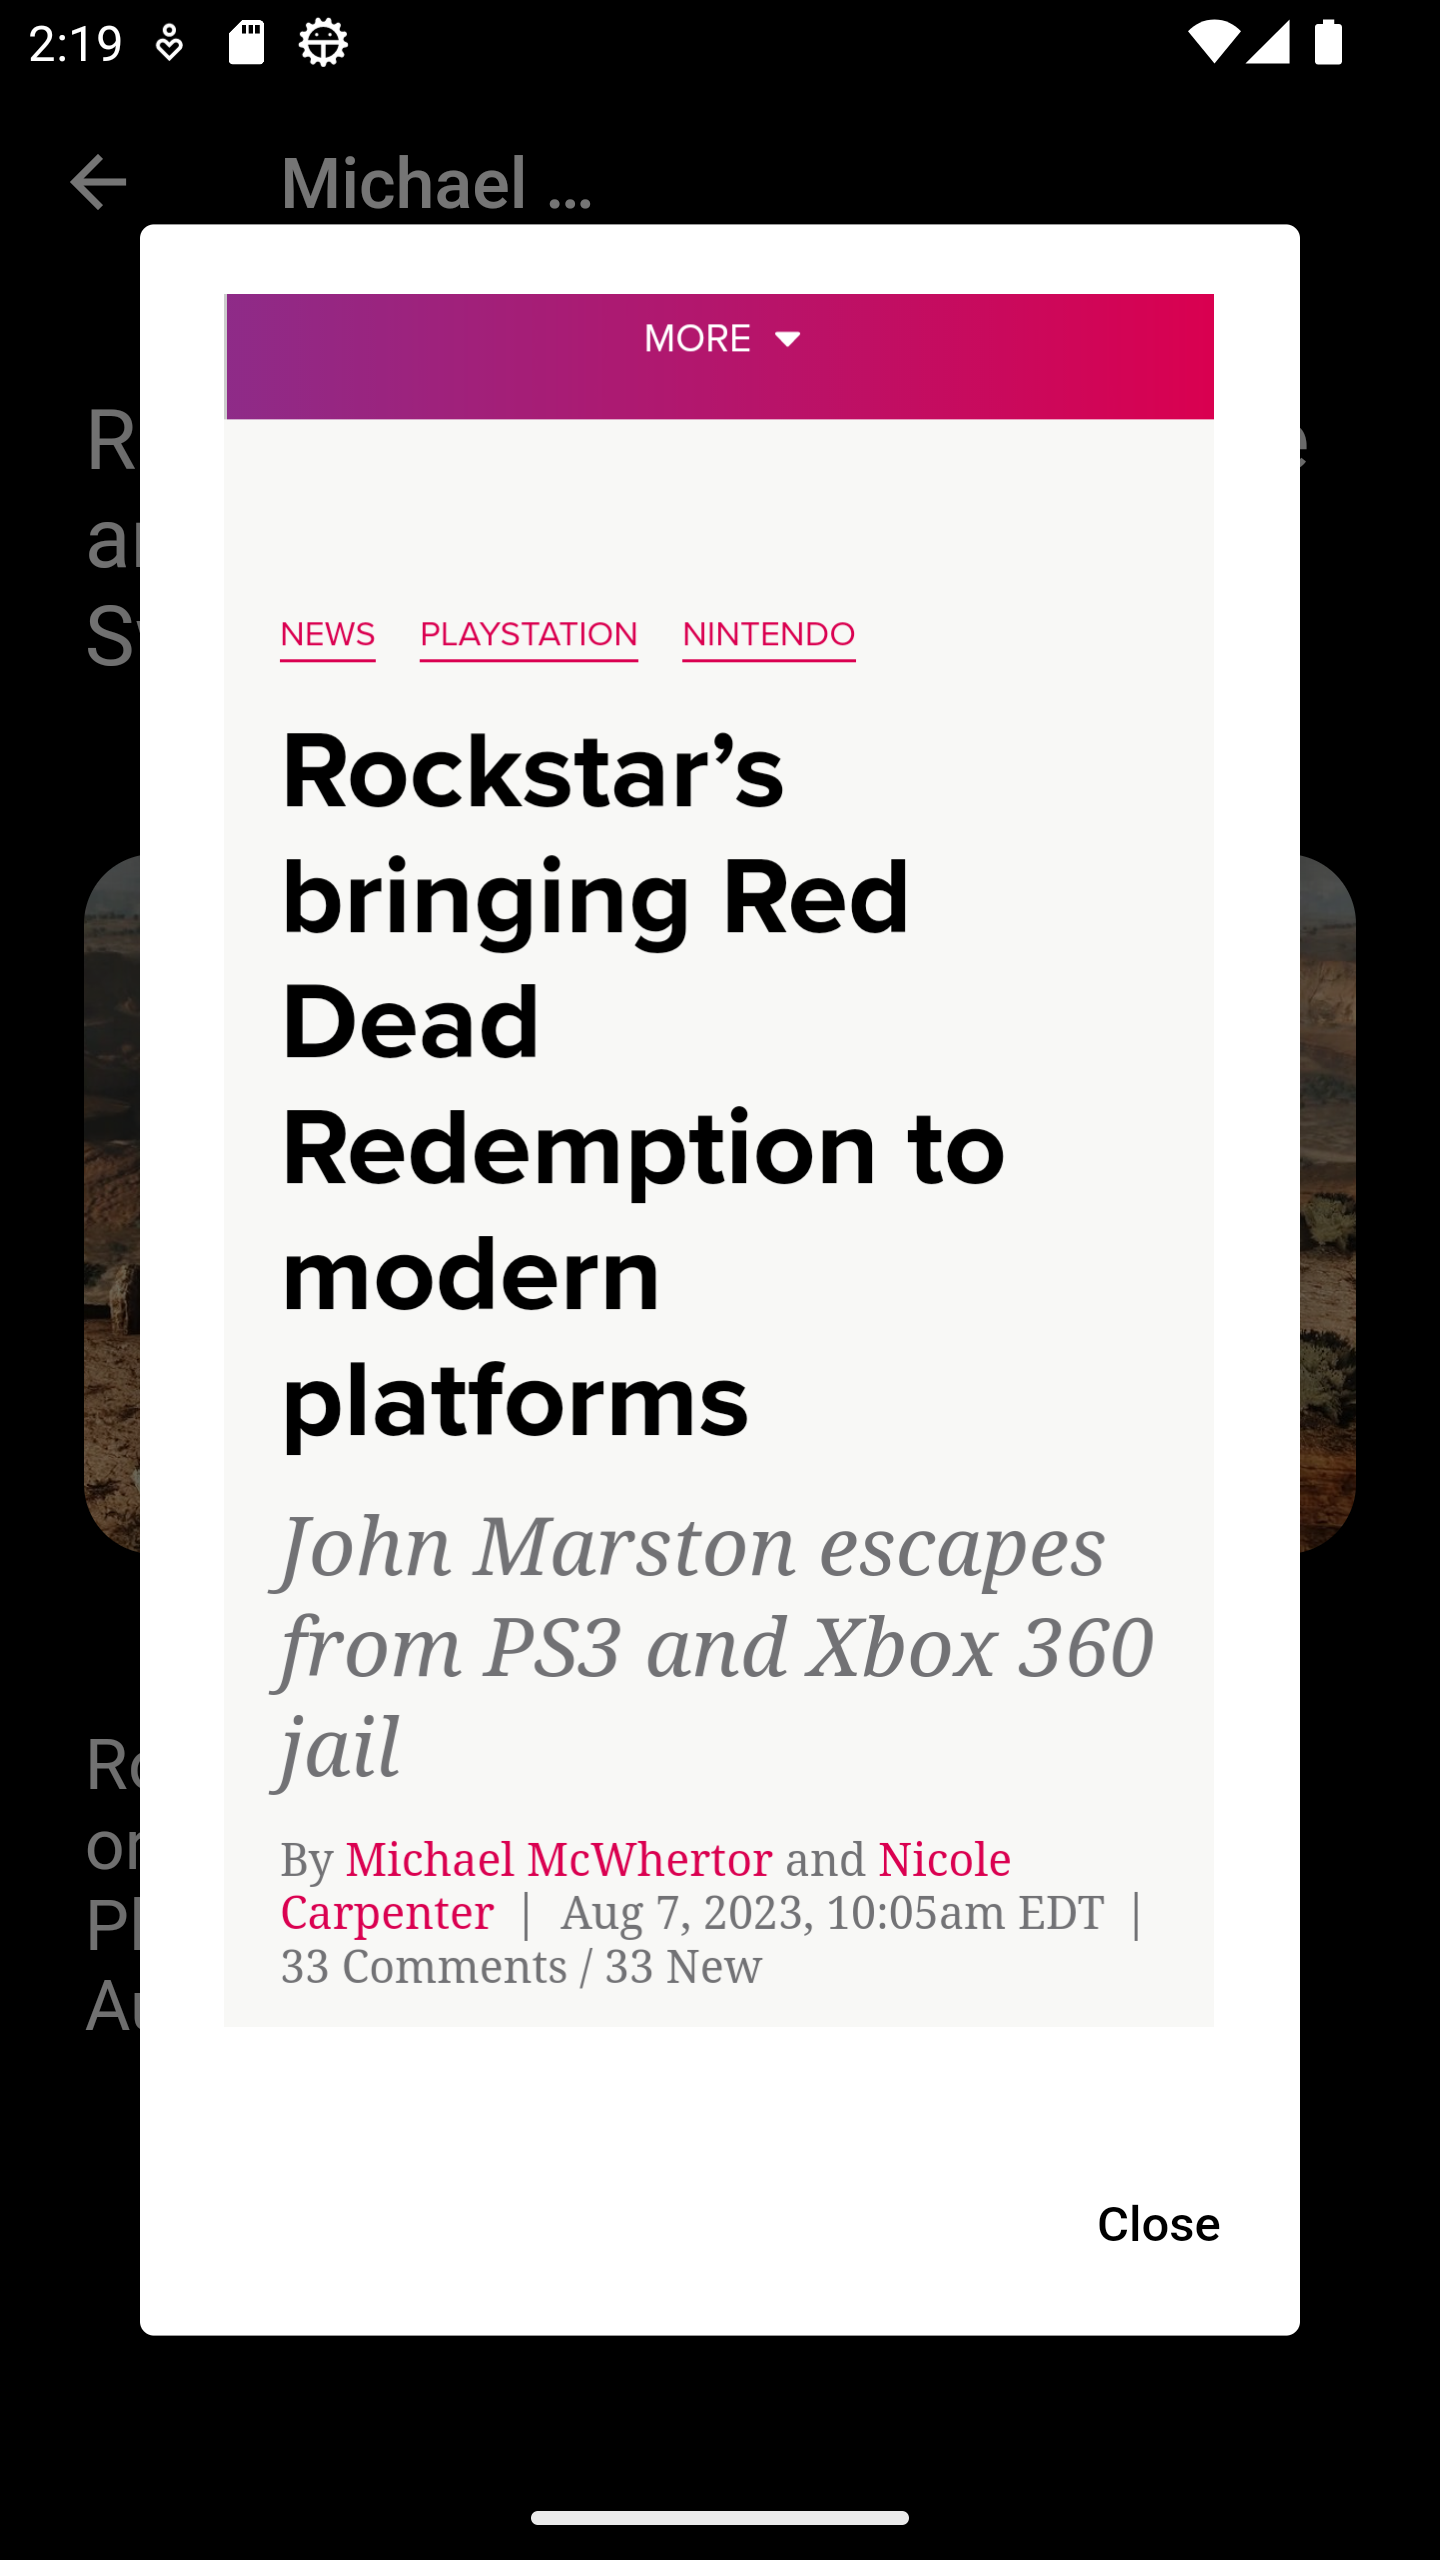 2:19
Michael ...
MORE
NEWS PLAYSTATION NINTENDO
Rockstar’s
bringing Red
Dead
Redemption to
modern
platforms
John Marston escapes
from PS3 and Xbox 360
jail
By Michael McWhertor and Nicole
Carpenter | Aug 7, 2023, 10:05am EDT |
33 Comments / 33 New
Close